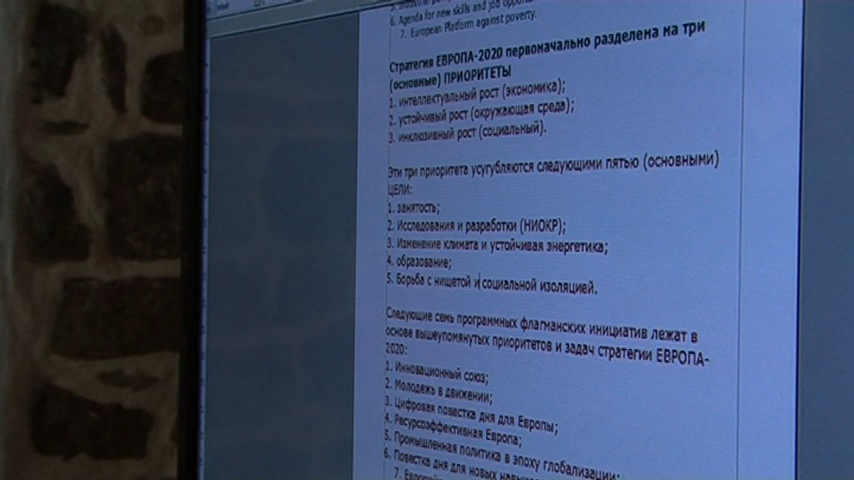 6. Agenda for new skills and job
7. European Platform against poverty.
Стратегия ЕВРОПА-2020 первоначально разделена на три
(основные) ПРИОРИТЕТЫ
1. интеллектуальный рост (экономика);
2. устойчивый рост (окружающая среда);
3. инклюзивный рост (социальный).
Эти три приоритета усугубляются следующими пятью (основными)
ЦЕЛИ:
1. занятость;
2. Исследования и разработки (НИОКР);
3. Изменение климата и устойчивая энергетика;
4. образование;
5. Борьба с нищетой и социальной изоляцией.
Следующие семь программных флагманских инициатив лежат в
основе вышеупомянутых приоритетов и задач стратегии ЕВРОПА-
2020:
1. Инновационный союз;
2. Молодежь в движении;
3. Цифровая повестка дня для Европы;
4. Ресурсоэффективная Европа;
5. Промышленная политика в эпоху глобализации;
6. Повестка дня для новых
7.